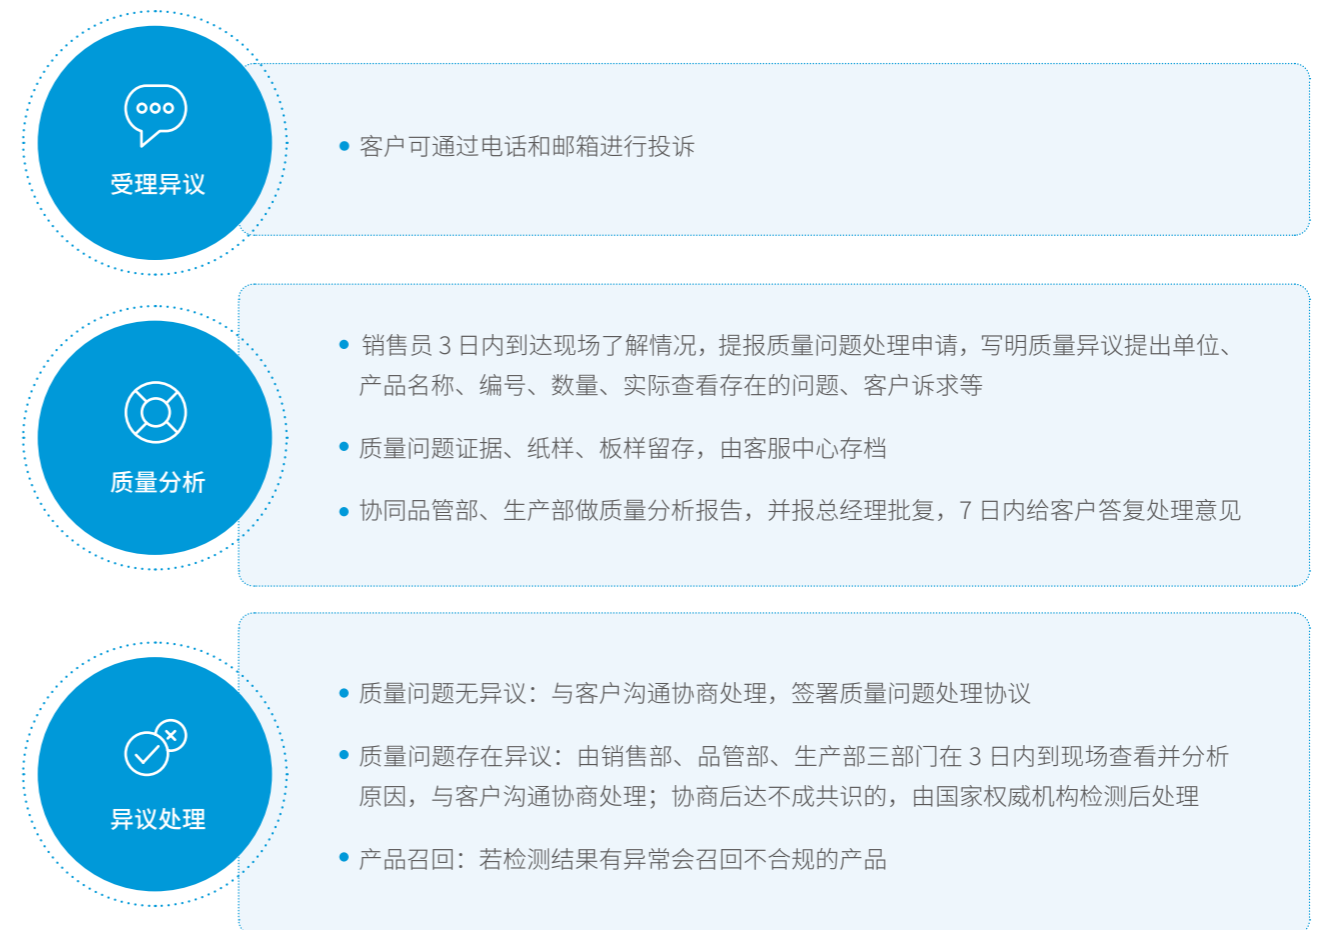 受理异议
• 客户可通过电话和邮箱进行投诉
质量分析
• 销售员 3 日内到达现场了解情况，提报质量问题处理申请，写明质量异议提出单位、
产品名称、编号、数量、实际查看存在的问题、客户诉求等
• 质量问题证据、纸样、板样留存，由客服中心存档
• 协同品管部、生产部做质量分析报告，并报总经理批复，7 日内给客户答复处理意见
异议处理
• 质量问题无异议：与客户沟通协商处理，签署质量问题处理协议
• 质量问题存在异议：由销售部、品管部、生产部三部门在 3 日内到现场查看并分析
原因，与客户沟通协商处理；协商后达不成共识的，由国家权威机构检测后处理
• 产品召回：若检测结果有异常会召回不合规的产品